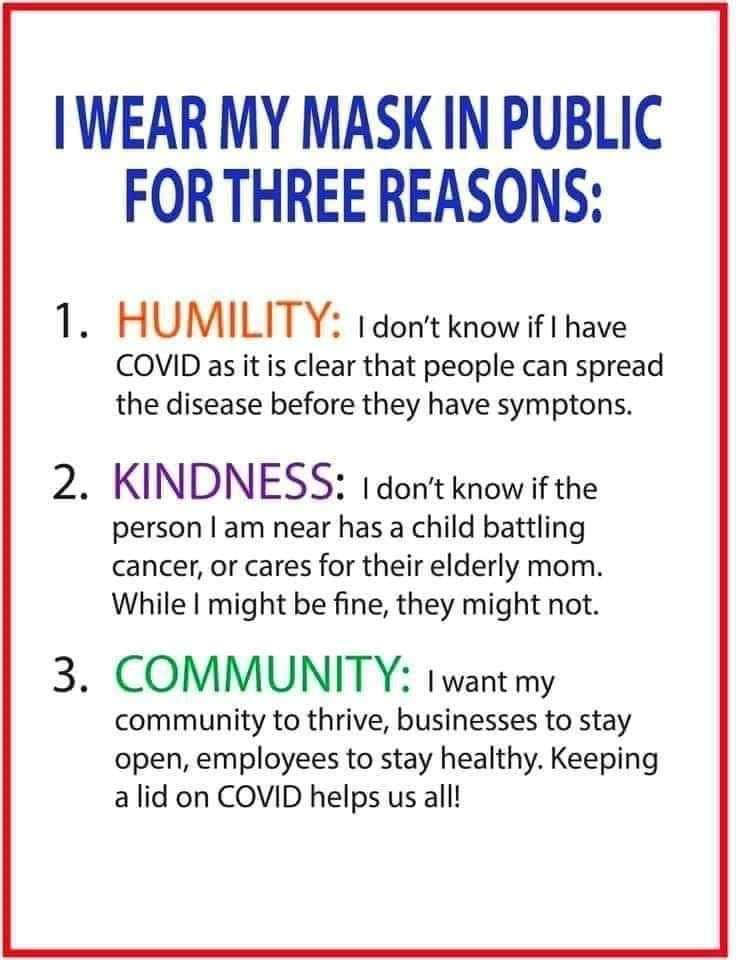 I WEAR MY MASK IN PUBLIC
FOR THREE REASONS:
1. HUMILITY: I don't know if I have
COVID as it is clear that people can spread
the disease before they have symptons.
2. KINDNESS: I don't know if the
person I am near has a child battling
cancer, or cares for their elderly mom.
While I might be fine, they might not.
3. COMMUNITY: I want my
community to thrive, businesses to stay
open, employees to stay healthy. Keeping
a lid on COVID helps us all!